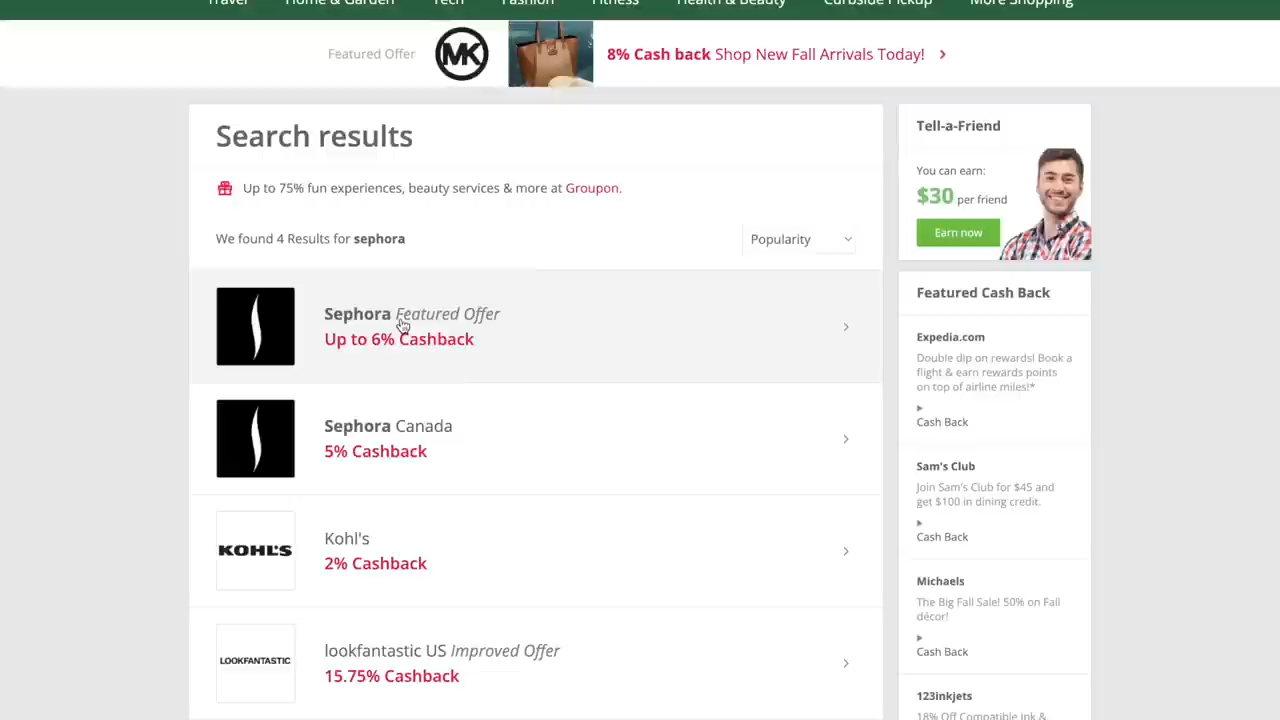 Travel Home & Garden Tech Fashion Fitness Health & Beauty Curbside Pickup More Shopping
Featured Offer MK 8% Cash back Shop New Fall Arrivals Today!
Search results
Up to 75% fun experiences, beauty services & more at Groupon.
We found 4 Results for sephora
Popularity
Sephora Featured Offer
Up to 6% Cashback
Sephora Canada
5% Cashback
KOHL'S
Kohl's
2% Cashback
LOOKFANTASTIC
lookfantastic US Improved Offer
15.75% Cashback
Tell-a-Friend
You can earn:
$30 per friend
Earn now
Featured Cash Back
Expedia.com
Double dip on rewards! Book a
flight & earn rewards points
on top of airline miles!*
Cash Back
Sam's Club
Join Sam's Club for $45 and
get $100 in dining credit.
Cash Back
Michaels
The Big Fall Sale! 50% on Fall
décor!
Cash Back
123inkjets
18% Off Compatible Ink &